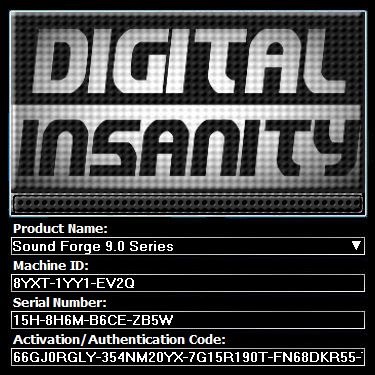 DIGITAL
INSANITY
Product Name:
Sound Forge 9.0 Series
Machine ID:
8YXT-1YY1-EV2Q
Serial Number:
15H-8H6M-B6CE-ZB5W
Activation/Authentication Code:
66GJ0RGLY-354NM20YX-7G15R190T-FN68DKR55-